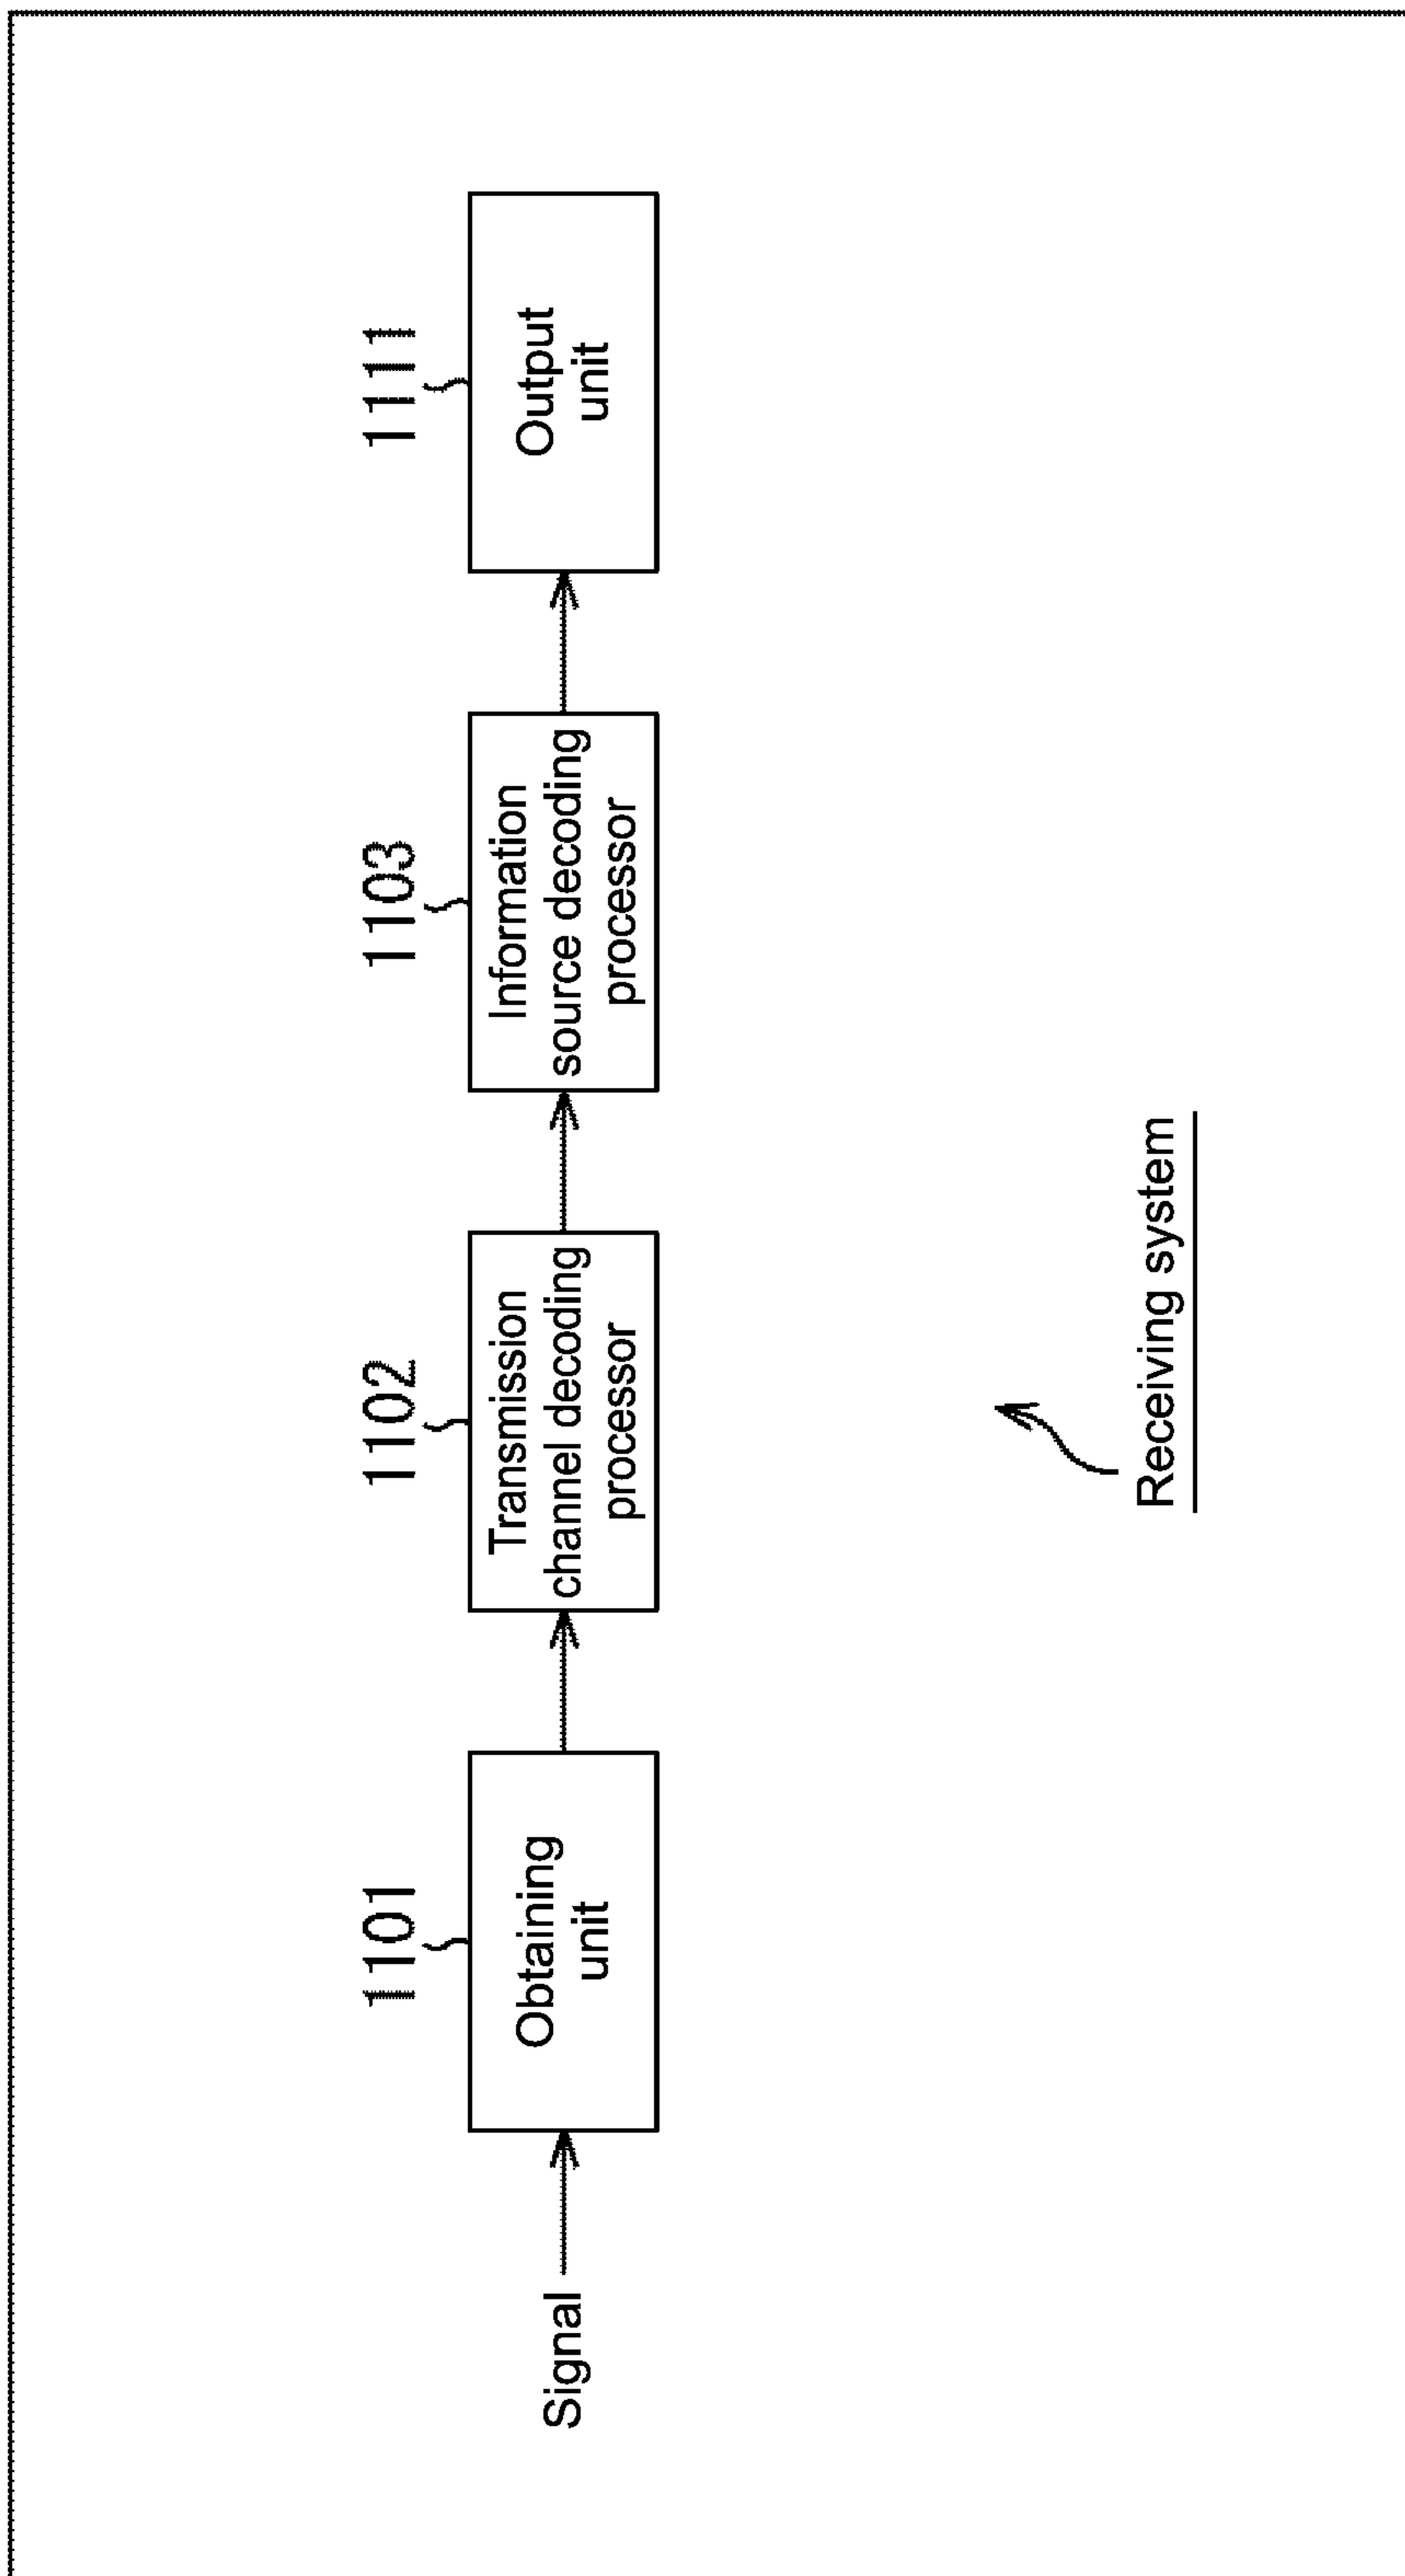 1101
1102
1103
1111
Signal
Obtaining
unit
Transmission
channel decoding
processor
Information
source decoding
processor
Output
unit
Receiving system